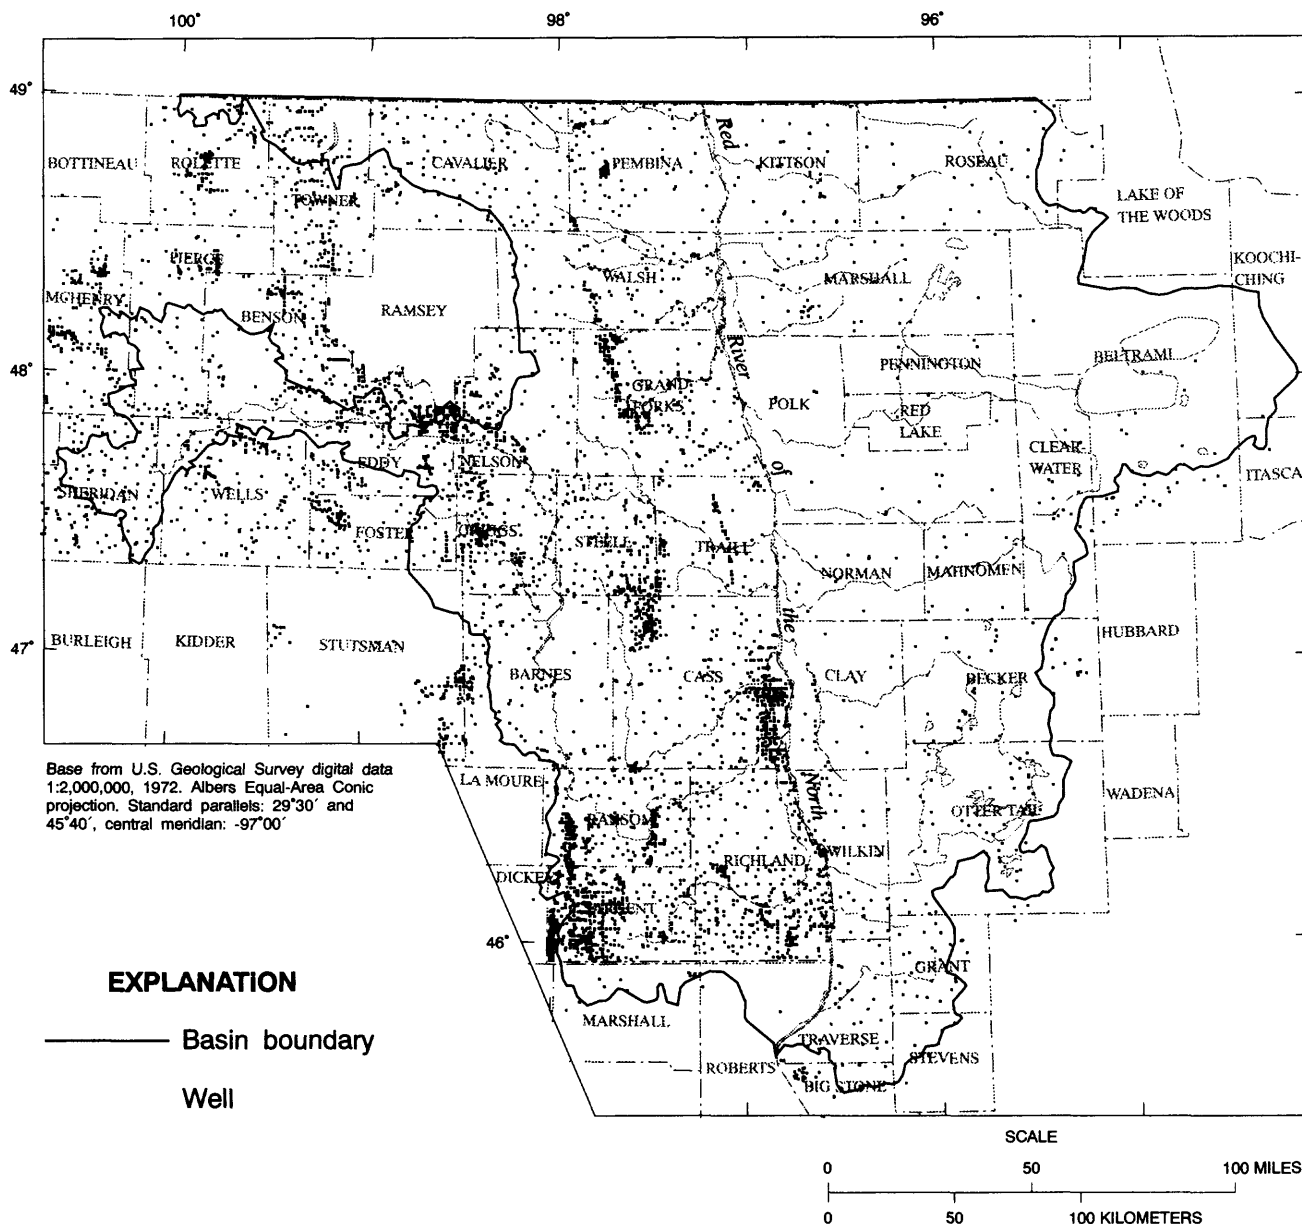 100° 98° 96°
49°
Red
BOTTINEAU ROLETTE CAVALIER PEMBINA KITTSON ROSEAU
TOWNER
LAKE OF
THE WOODS
PIERCE WALSH MARSHALL
KOOCHI-
CHING
MCHENRY BENSON RAMSEY
River
48°
PENNINGTON BELTRAMI
GRAND
FORKS
POLK RED
LAKE
of
CLEAR-
WATER
EDDY NELSON
ITASCA
SHERIDAN WELLS
FOSTER GRIGGS STEELE TRAILL
NORMAN MAHNOMEN
the
47°
BURLEIGH KIDDER STUTSMAN HUBBARD
BARNES CASS CLAY BECKER
Base from U.S. Geological Survey digital data
1:2,000,000, 1972. Albers Equal-Area Conic
projection. Standard parallels: 29°30′ and
45°40′, central meridian: -97°00′
LA MOURE
North
WADENA
RANSOM OTTER TAIL
RICHLAND WILKIN
DICKEY
SARGENT
46°
GRANT
EXPLANATION
Basin boundary
Well
MARSHALL
TRAVERSE
ROBERTS STEVENS
BIG STONE
SCALE
0 50 100 MILES
0 50 100 KILOMETERS